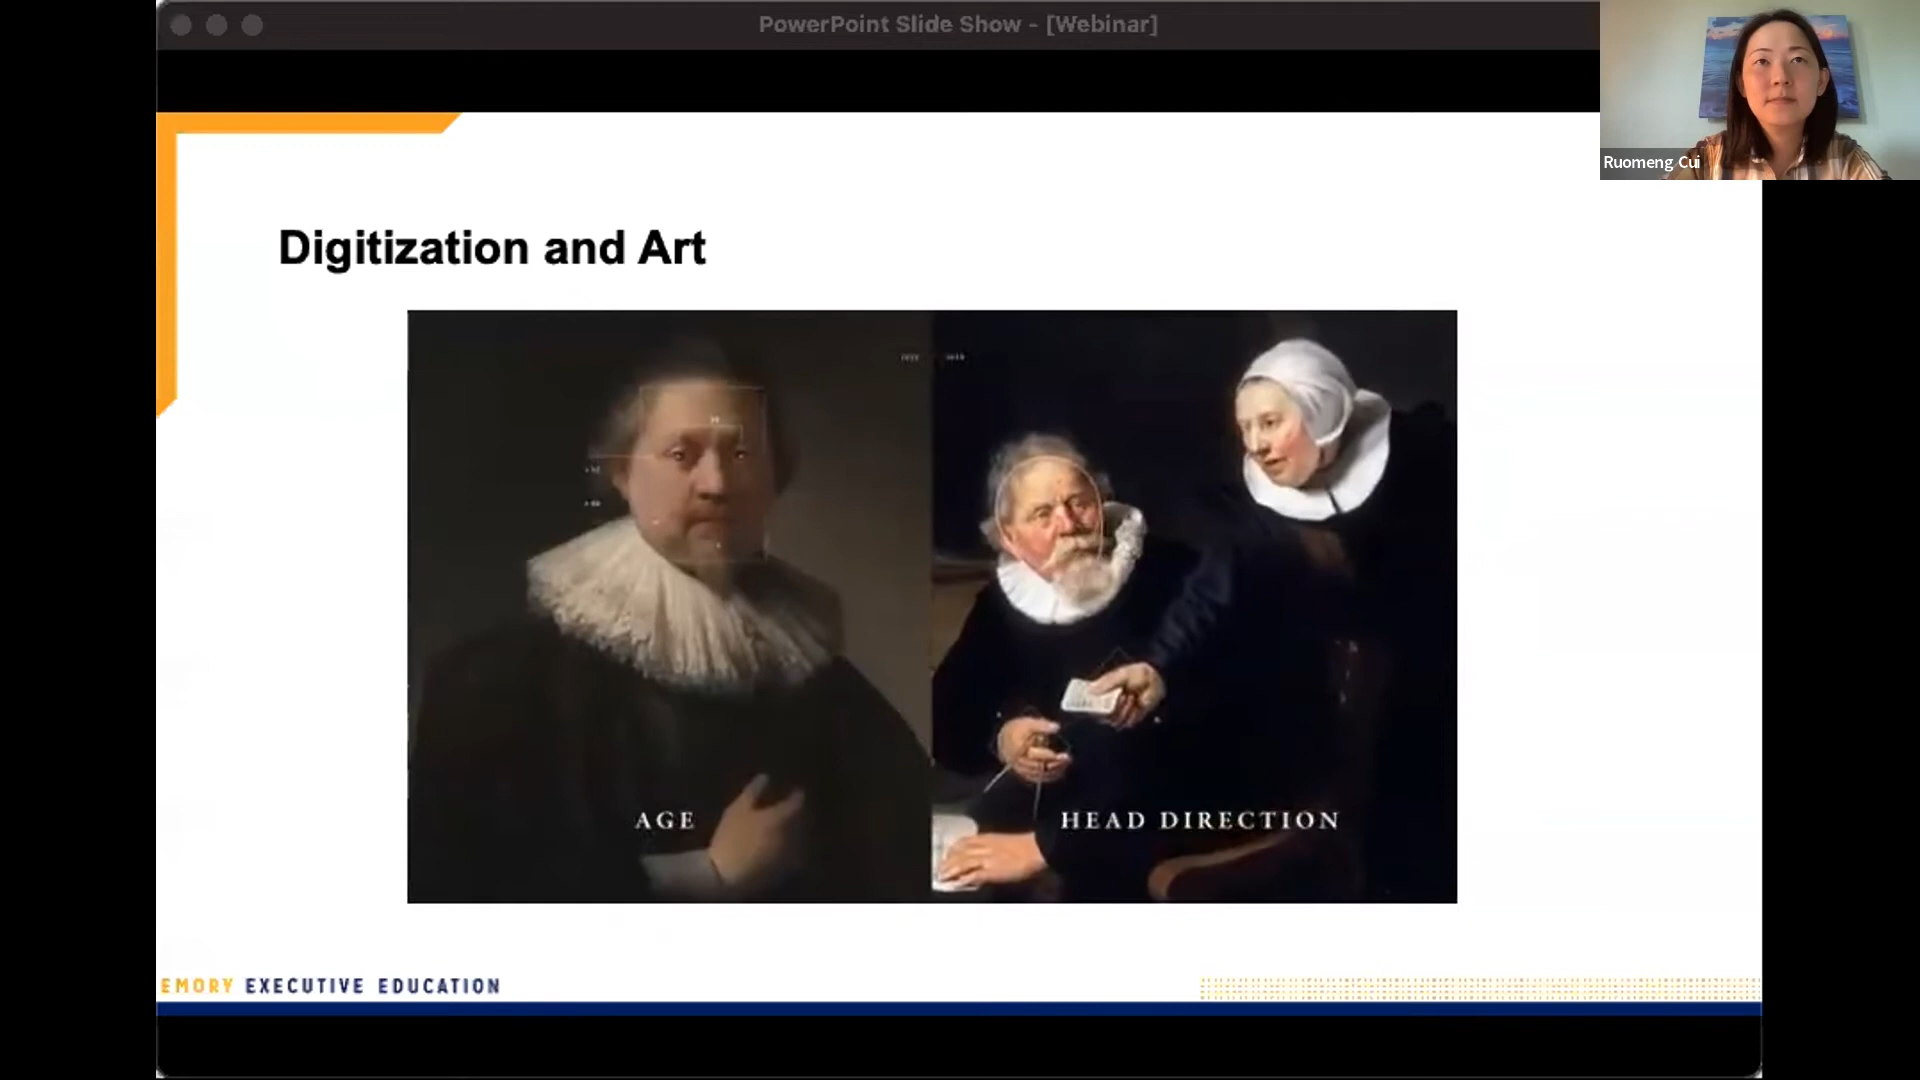 PowerPoint Slide Show - [Webinar]
Ruomeng Cui
Digitization and Art
AGE
HEAD DIRECTION
EMORY EXECUTIVE EDUCATION